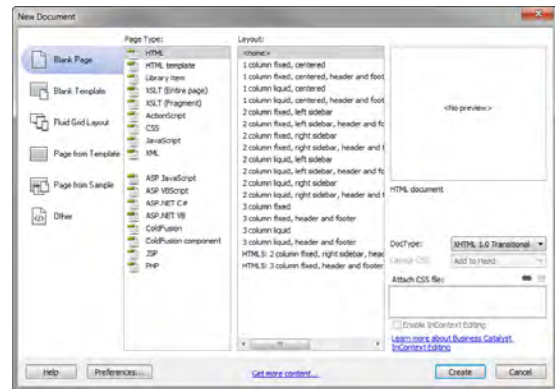 New Document
Page Type:
Layout:
Blank Page
Blank Template
Fluid Grid Layout
Page from Template
Page from Sample
Other
HTML
HTML template
Library item
XSLT (Entire page)
XSLT (Fragment)
ActionScript
CSS
JavaScript
XML
ASP JavaScript
ASP VBScript
ASP.NET C#
ASP.NET VB
ColdFusion
ColdFusion component
JSP
PHP
<none>
1 column fixed, centered
1 column fixed, centered, header and foot
1 column liquid, centered
1 column liquid, centered, header and foot
2 column fixed, left sidebar
2 column fixed, left sidebar, header and fo
2 column fixed, right sidebar
2 column fixed, right sidebar, header and f
2 column liquid, left sidebar
2 column liquid, left sidebar, header and f
2 column liquid, right sidebar
2 column liquid, right sidebar, header and f
3 column fixed
3 column fixed, header and footer
3 column liquid
3 column liquid, header and footer
HTML5: 2 column fixed, right sidebar, head
HTML5: 3 column fixed, header and footer
<No preview>
HTML document
DocType:
XHTML 1.0 Transitional
Layout CSS:
Add to Head
Attach CSS file:
Enable InContext Editing
Learn more about Business Catalyst
InContext Editing
Help
Preferences...
Get more content...
Create
Cancel